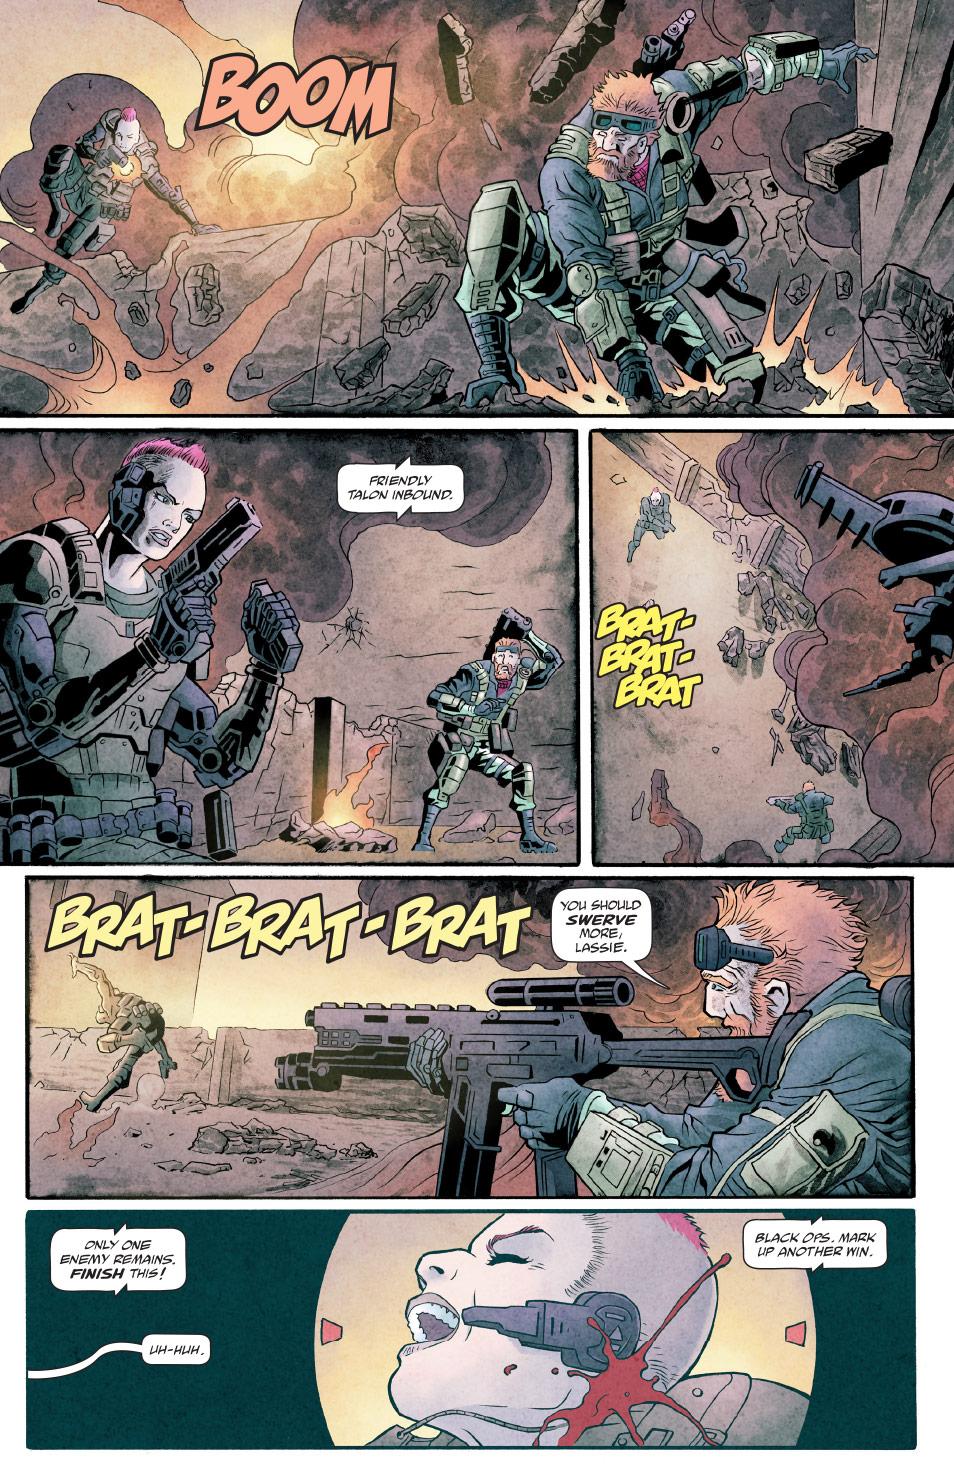 BOOM
FRIENDLY
TALON INBOUND.
BRAT-
BRAT-
BRAT
BRAT-BRAT-BRAT
YOU SHOULD
SWERVE
MORE,
LASSIE.
ONLY ONE
ENEMY REMAINS.
FINISH THIS!
UH-HUH.
BLACK OPS. MARK
UP ANOTHER WIN.